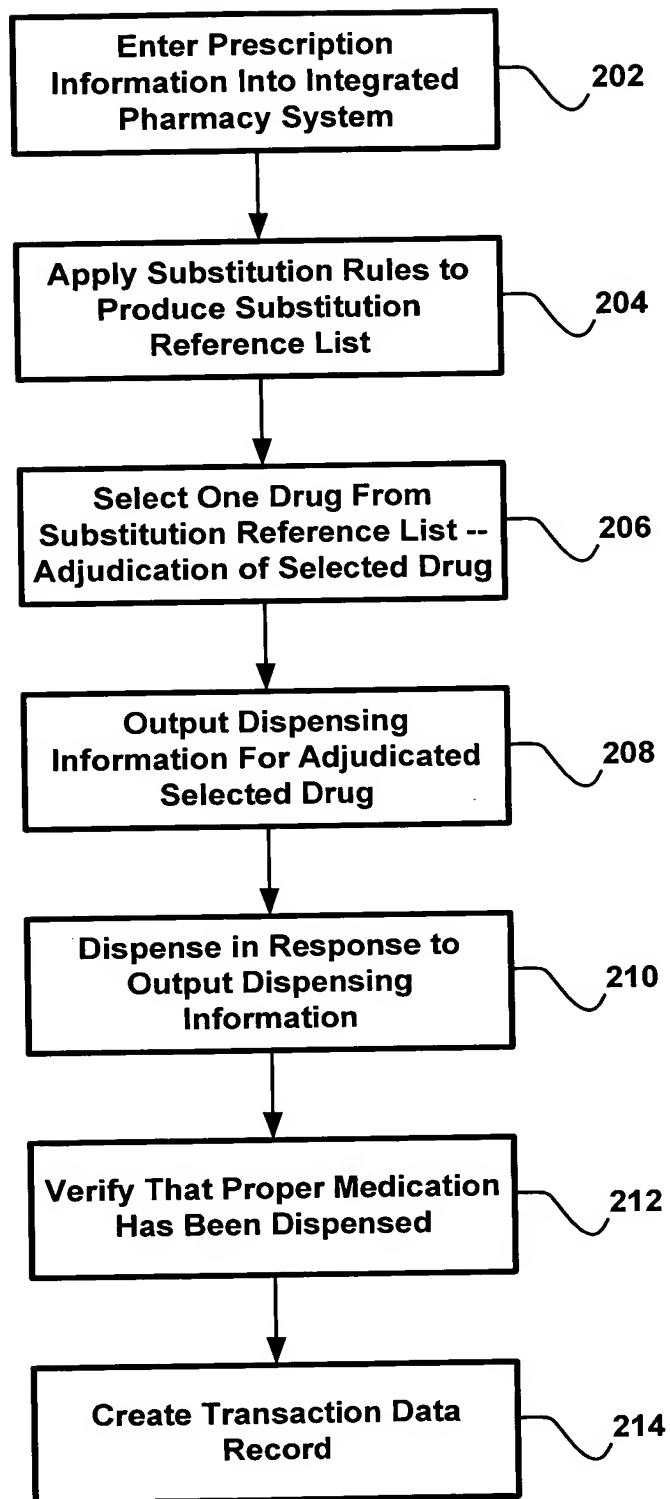 Enter Prescription
Information Into Integrated
Pharmacy System
202
Apply Substitution Rules to
Produce Substitution
Reference List
204
Select One Drug From
Substitution Reference List --
Adjudication of Selected Drug
206
Output Dispensing
Information For Adjudicated
Selected Drug
208
Dispense in Response to
Output Dispensing
Information
210
Verify That Proper Medication
Has Been Dispensed
212
Create Transaction Data
Record
214